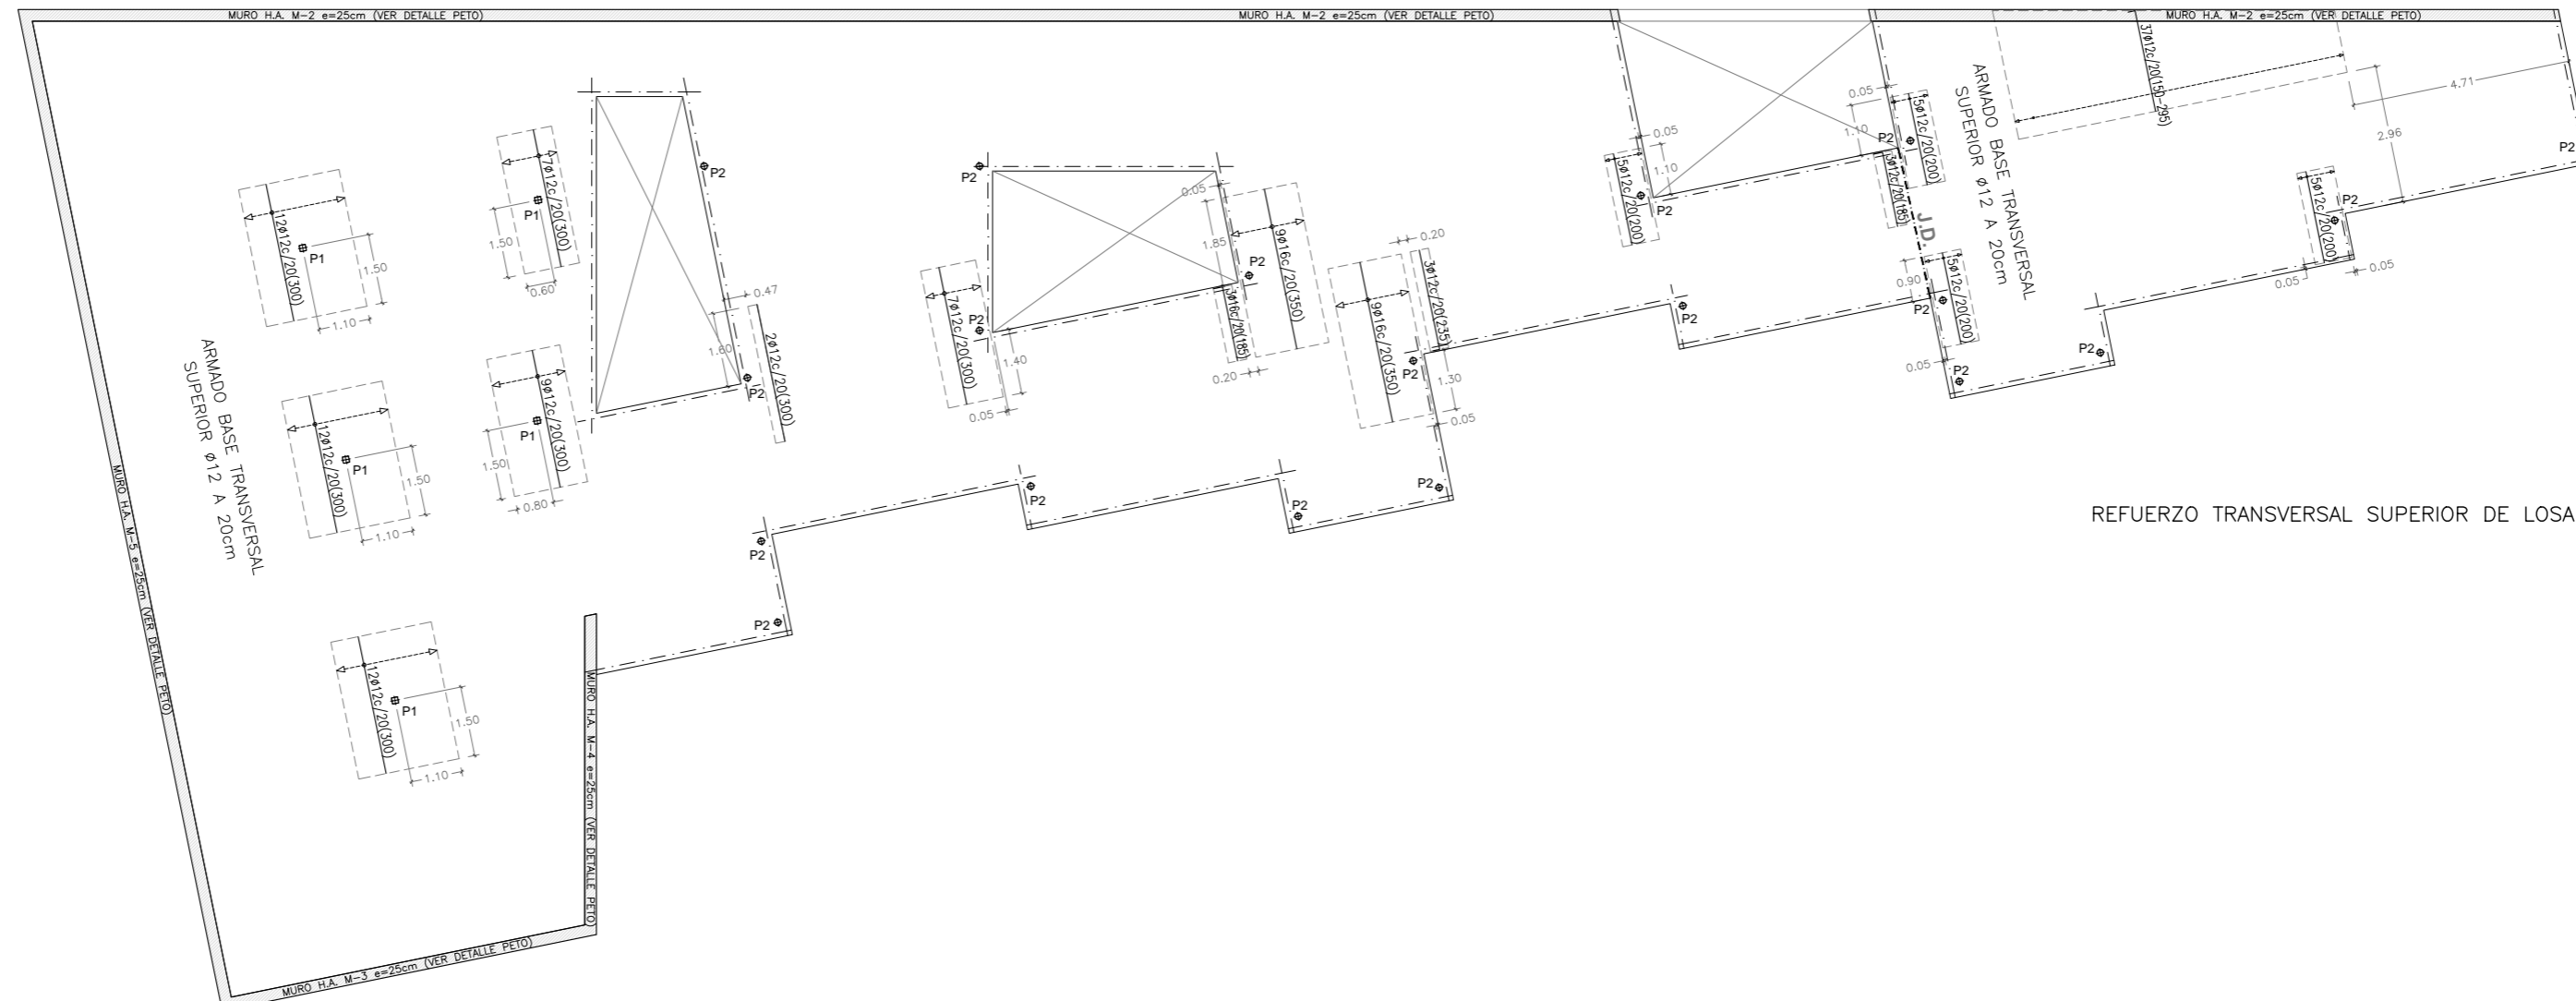 MURO H.A. M-2 e=25cm (VER DETALLE PETO)
MURO H.A. M-2 e=25cm (VER DETALLE PETO)
MURO H.A. M-2 e=25cm (VER DETALLE PETO)
12ø12c/20(300)
P1
1.50
1.10
7ø12c/20(300)
P1
1.50
0.60
P2
ARMADO BASE TRANSVERSAL
SUPERIOR ø12 A 20cm
12ø12c/20(300)
P1
1.50
1.10
9ø12c/20(300)
P1
1.50
0.80
0.47
1.60
P2
2ø12c/20(300)
12ø12c/20(300)
P1
1.50
1.10
MURO H.A. M-5 e=25cm (VER DETALLE PETO)
MURO H.A. M-4 e=25cm (VER DETALLE PETO)
MURO H.A. M-3 e=25cm (VER DETALLE PETO)
P2
P2
7ø12c/20(300)
1.40
0.05
0.05
1.85
P2
9ø16c/20(350)
3ø16c/20(185)
0.20
9ø16c/20(350)
0.20
3ø12c/20(235)
P2
1.30
0.05
P2
P2
P2
P2
P2
5ø12c/20(200)
0.05
1.10
P2
P2
0.05
1.10
P2
5ø12c/20(200)
3ø12c/20(185)
J.D.
0.90
P2
5ø12c/20(200)
0.05
P2
P2
ARMADO BASE TRANSVERSAL
SUPERIOR ø12 A 20cm
37ø12c/20(150-295)
4.71
2.96
P2
5ø12c/20(200)
P2
0.05
0.05
REFUERZO TRANSVERSAL SUPERIOR DE LOSA